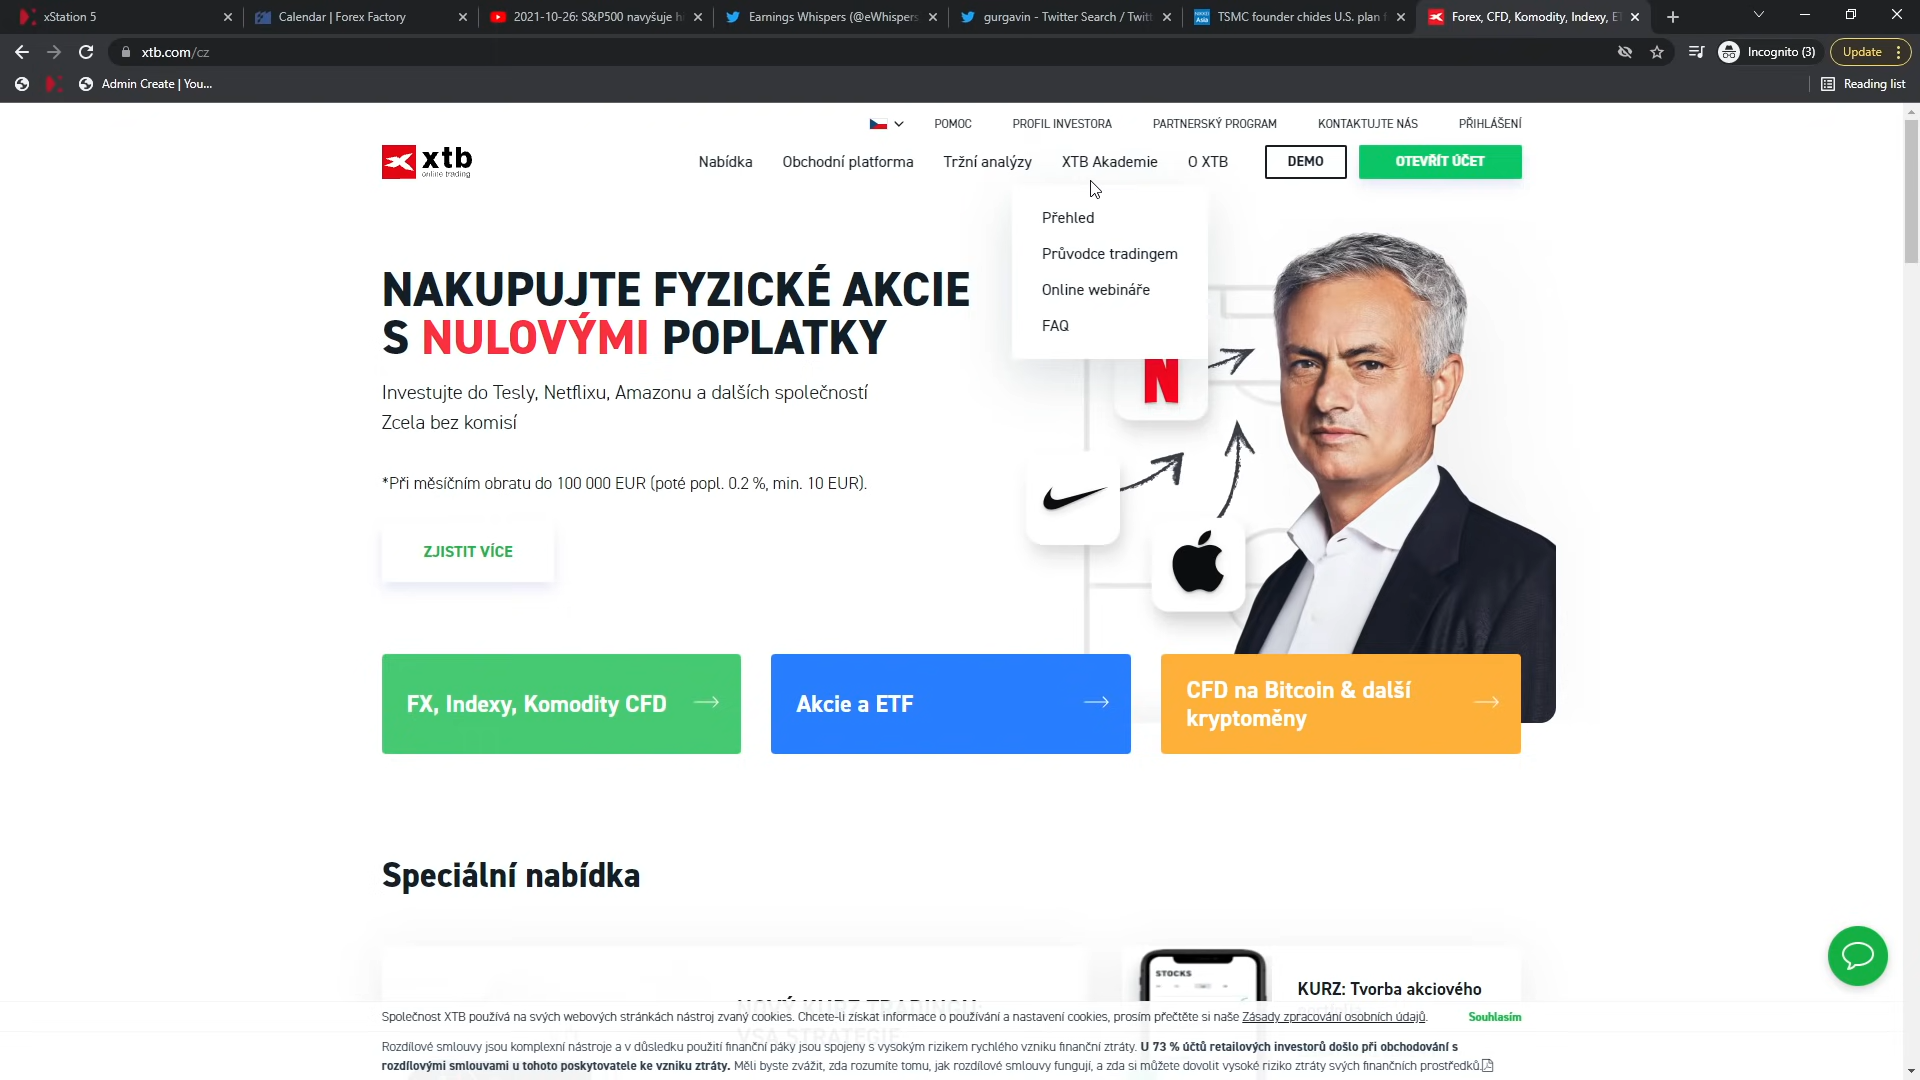 xStation 5
Calendar | Forex Factory
2021-10-26: S&P500 navyšuje h
Earnings Whispers (@eWhispers
gurgavin - Twitter Search / Twitt
TSMC founder chides U.S. plan f
Forex, CFD, Komodity, Indexy, E
xtb.com/cz
Incognito (3)
Update
Admin Create | You...
Reading list
POMOC
PROFIL INVESTORA
PARTNERSKÝ PROGRAM
KONTAKTUJTE NÁS
PŘIHLÁŠENÍ
xtb
online trading
Nabídka
Obchodní platforma
Tržní analýzy
XTB Akademie
O XTB
DEMO
OTEVŘÍT ÚČET
Přehled
Průvodce tradingem
Online webináře
FAQ
NAKUPUJTE FYZICKÉ AKCIE
S NULOVÝMI POPLATKY
Investujte do Tesly, Netflixu, Amazonu a dalších společností
Zcela bez komisí
*Při měsíčním obratu do 100 000 EUR (poté popl. 0.2 %, min. 10 EUR).
N
ZJISTIT VÍCE
FX, Indexy, Komodity CFD
Akcie a ETF
CFD na Bitcoin & další
kryptoměny
Speciální nabídka
STOCKS
KURZ: Tvorba akciového
NOVÝ KURZ TRADINGU:
VSA STRATEGIE
Společnost XTB používá na svých webových stránkách nástroj zvaný cookies. Chcete-li získat informace o používání a nastavení cookies, prosím přečtěte si naše Zásady zpracování osobních údajů.
Souhlasím
Rozdílové smlouvy jsou komplexní nástroje a v důsledku použití finanční páky jsou spojeny s vysokým rizikem rychlého vzniku finanční ztráty. U 73 % účtů retailových investorů došlo při obchodování s
rozdílovými smlouvami u tohoto poskytovatele ke vzniku ztráty. Měli byste zvážit, zda rozumíte tomu, jak rozdílové smlouvy fungují, a zda si můžete dovolit vysoké riziko ztráty svých finančních prostředků.